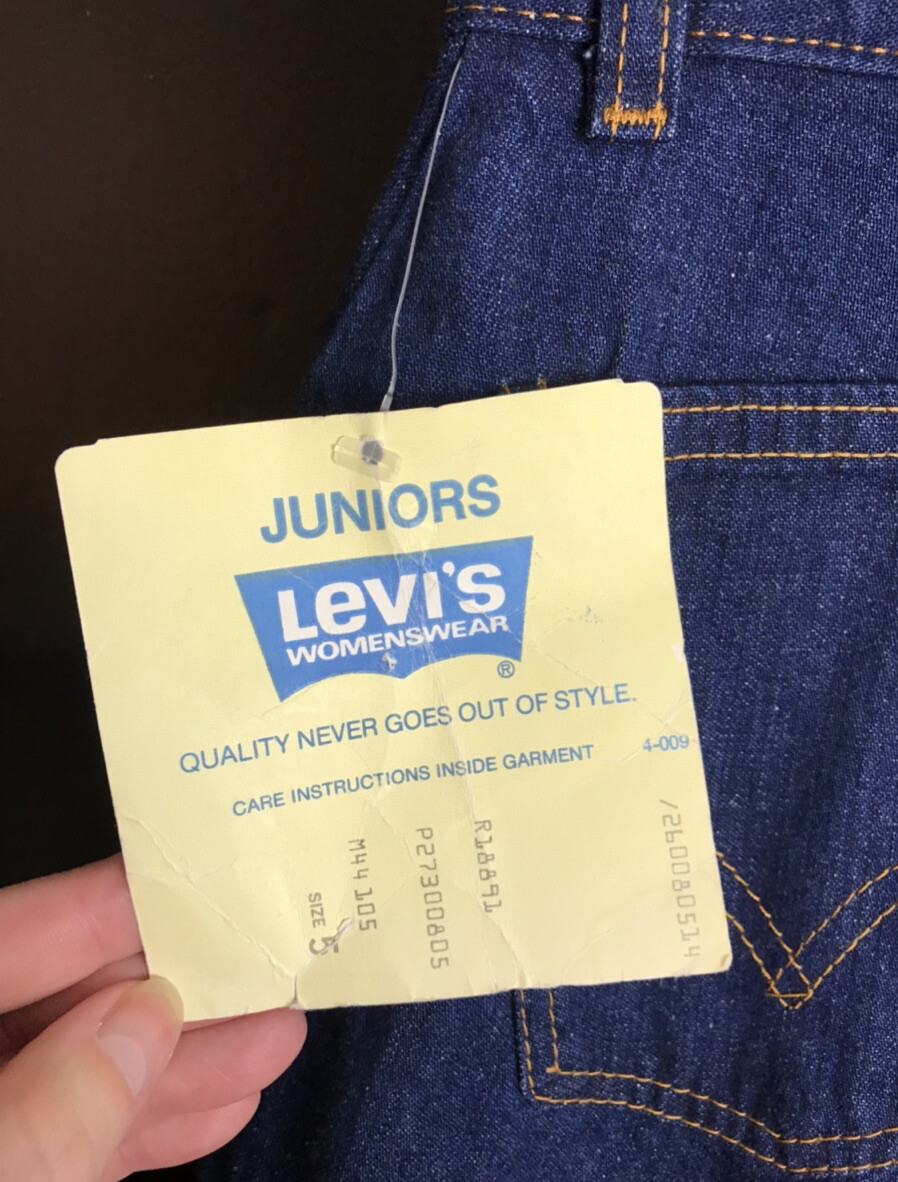 JUNIORS
Levi's
WOMENSWEAR
®
QUALITY NEVER GOES OUT OF STYLE.
CARE INSTRUCTIONS INSIDE GARMENT
4-009
/260080514
R18891
P27300805
M44 105
SIZE 5